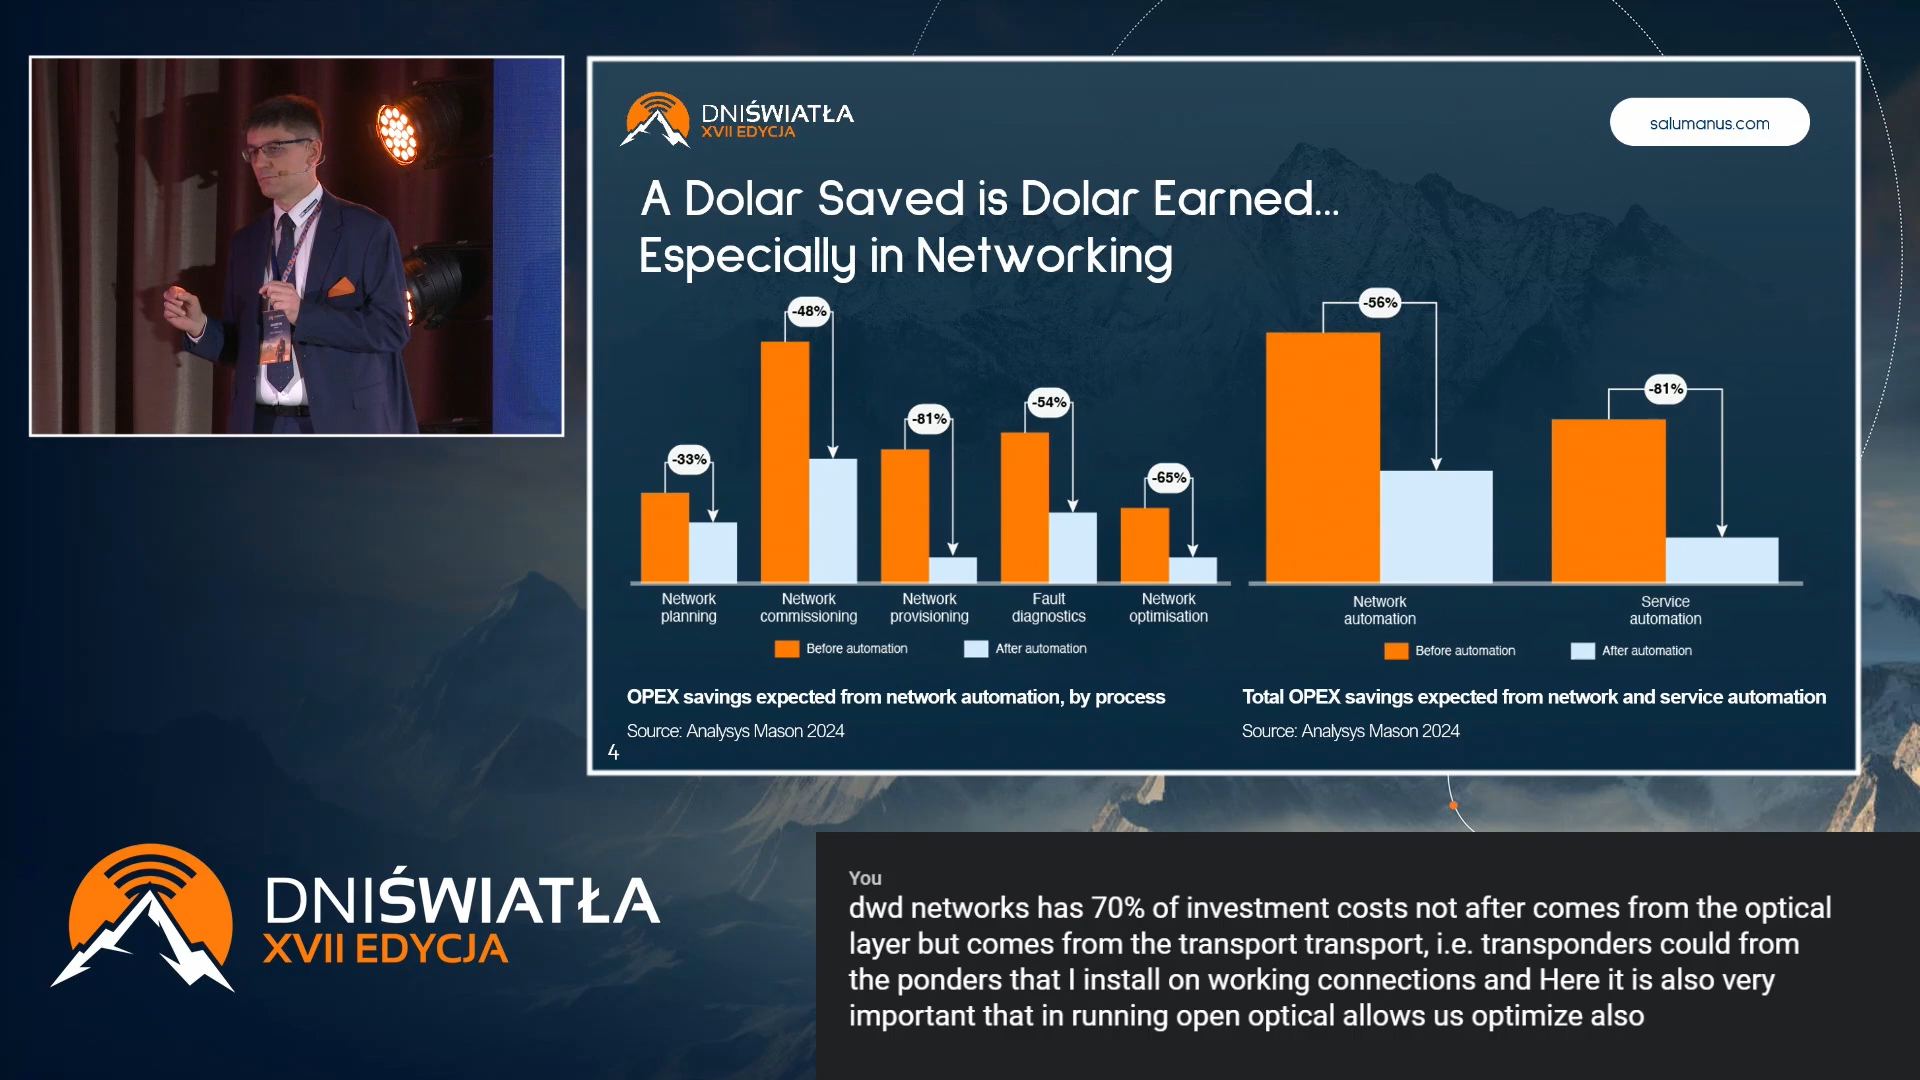 DNIŚWIATŁA
XVII EDYCJA
salumanus.com
A Dolar Saved is Dolar Earned...
Especially in Networking
-33%
-48%
-81%
-54%
-65%
Network
planning
Network
commissioning
Network
provisioning
Fault
diagnostics
Network
optimisation
Before automation
After automation
OPEX savings expected from network automation, by process
Source: Analysys Mason 2024
4
-56%
-81%
Network
automation
Service
automation
Before automation
After automation
Total OPEX savings expected from network and service automation
Source: Analysys Mason 2024
DNIŚWIATŁA
XVII EDYCJA
You
dwd networks has 70% of investment costs not after comes from the optical
layer but comes from the transport transport, i.e. transponders could from
the ponders that I install on working connections and Here it is also very
important that in running open optical allows us optimize also